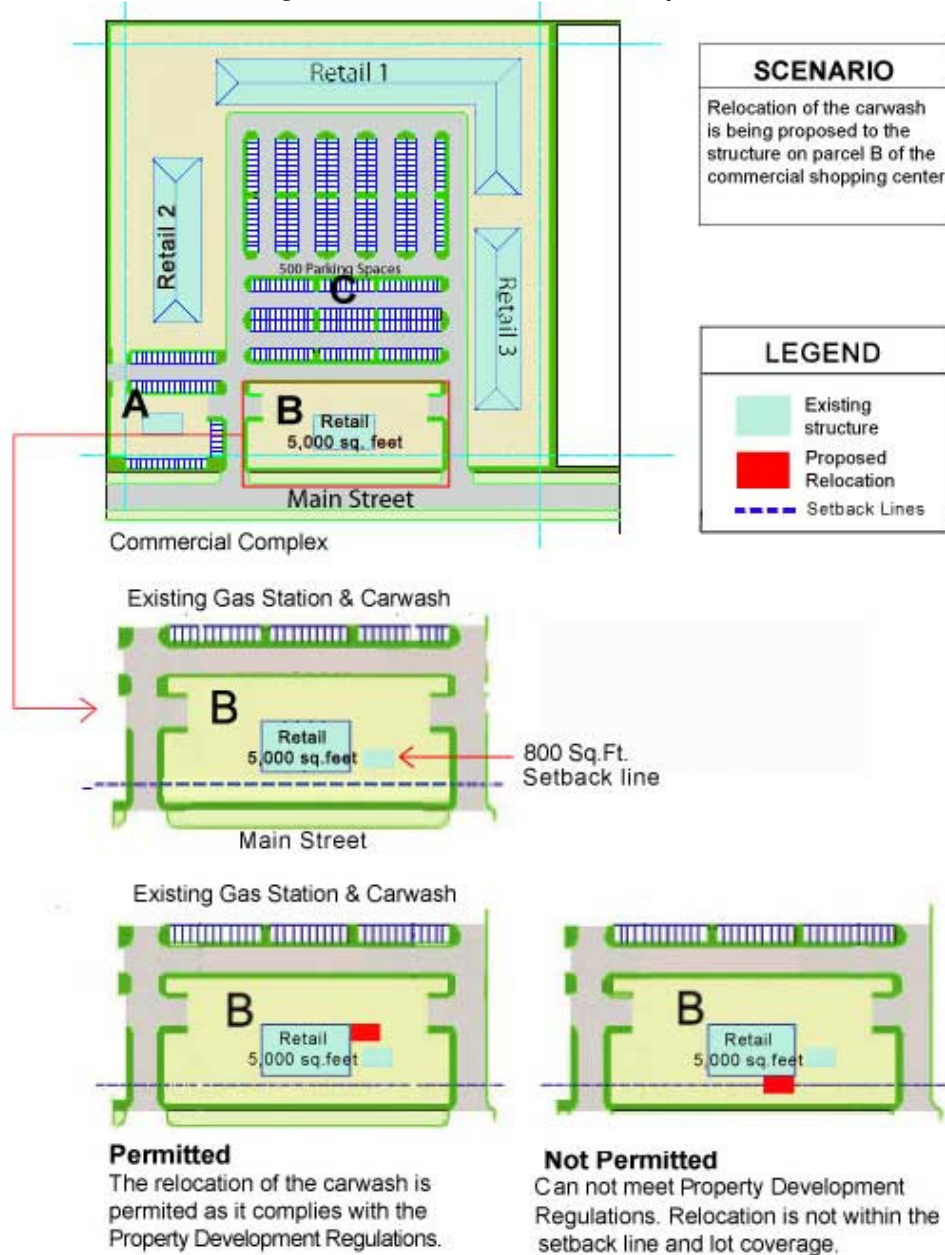 Retail 1
Retail 2
500 Parking Spaces
C
Retail 3
A
B
Retail
5,000 sq. feet
Main Street
Commercial Complex
SCENARIO
Relocation of the carwash
is being proposed to the
structure on parcel B of the
commercial shopping center
LEGEND
Existing
structure
Proposed
Relocation
Setback Lines
Existing Gas Station & Carwash
B
Retail
5,000 sq.feet
800 Sq.Ft.
Setback line
Main Street
Existing Gas Station & Carwash
B
Retail
5,000 sq.feet
B
Retail
5,000 sq.feet
Permitted
The relocation of the carwash is
permited as it complies with the
Property Development Regulations.
Not Permitted
Can not meet Property Development
Regulations. Relocation is not within the
setback line and lot coverage.